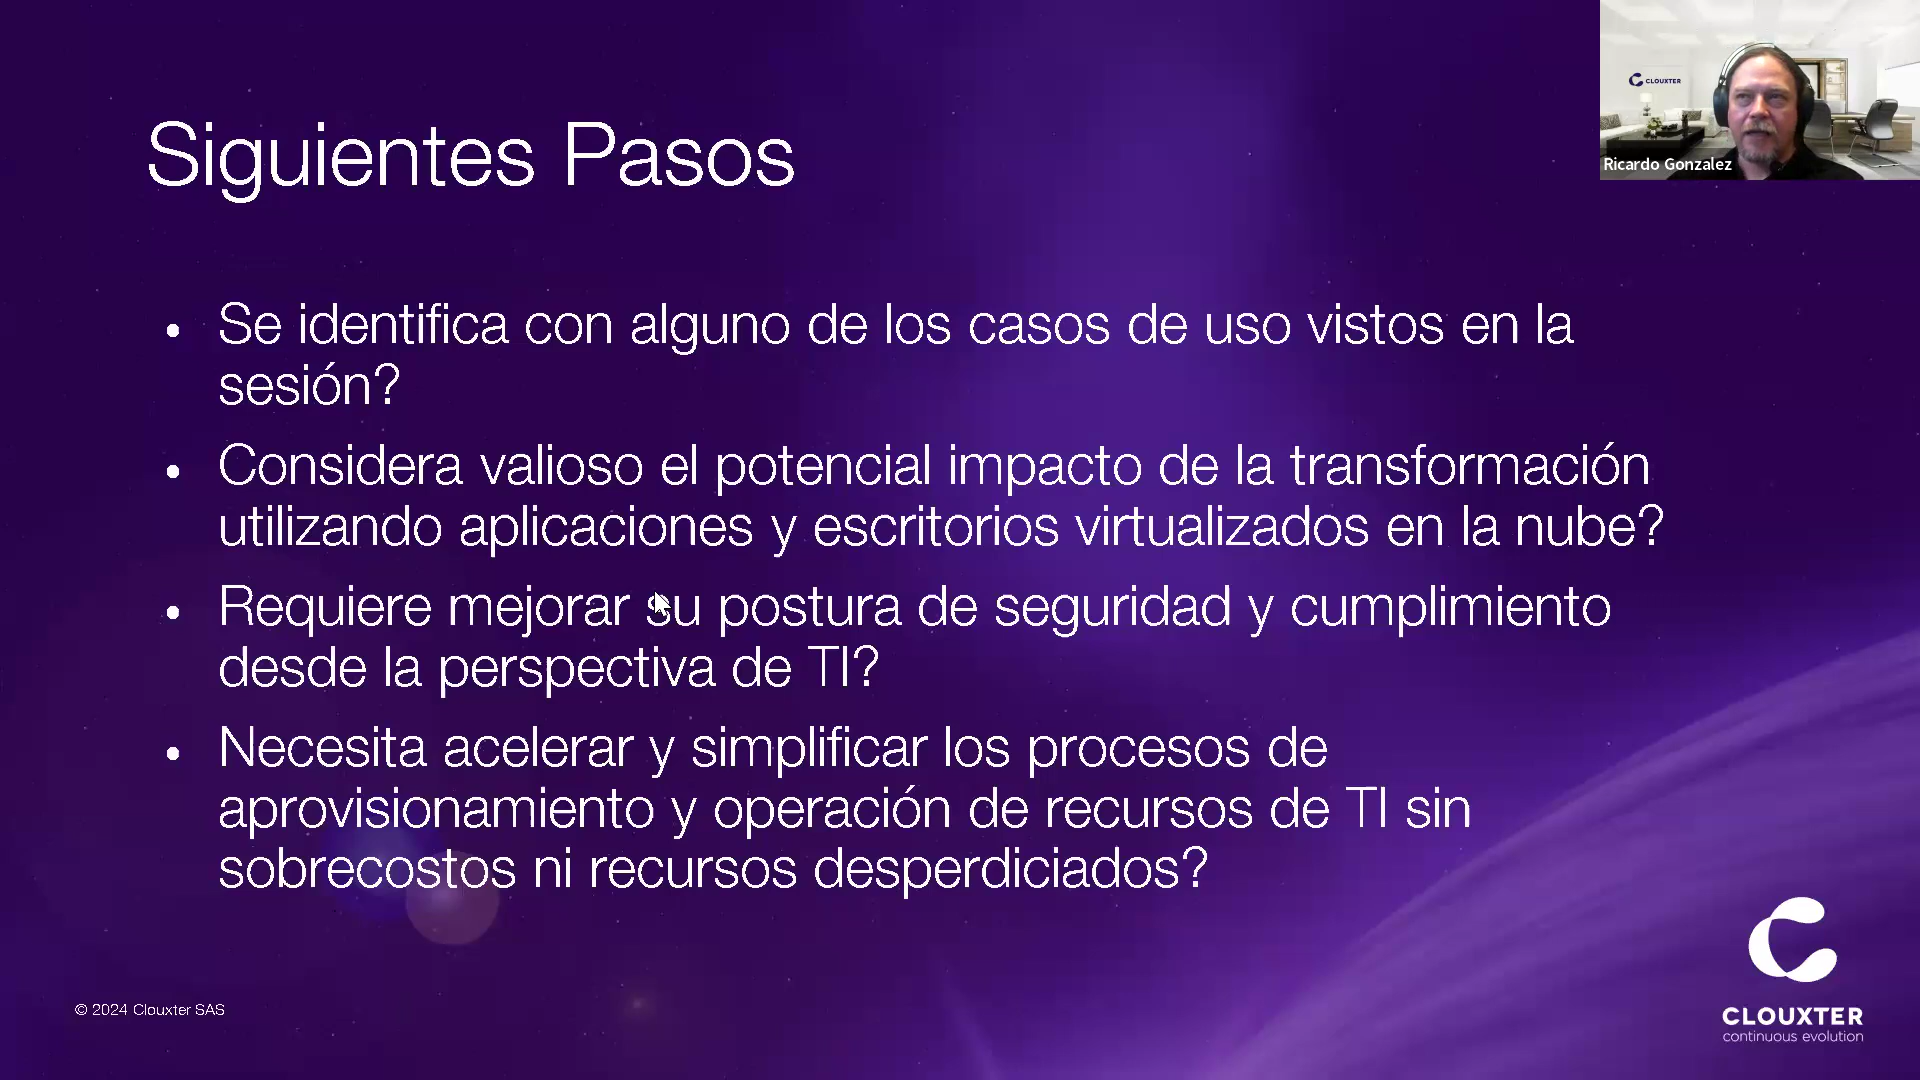 CLOUXTER
Ricardo Gonzalez
Siguientes Pasos
• Se identifica con alguno de los casos de uso vistos en la
sesión?
• Considera valioso el potencial impacto de la transformación
utilizando aplicaciones y escritorios virtualizados en la nube?
• Requiere mejorar su postura de seguridad y cumplimiento
desde la perspectiva de TI?
• Necesita acelerar y simplificar los procesos de
aprovisionamiento y operación de recursos de TI sin
sobrecostos ni recursos desperdiciados?
© 2024 Clouxter SAS
CLOUXTER
continuous evolution